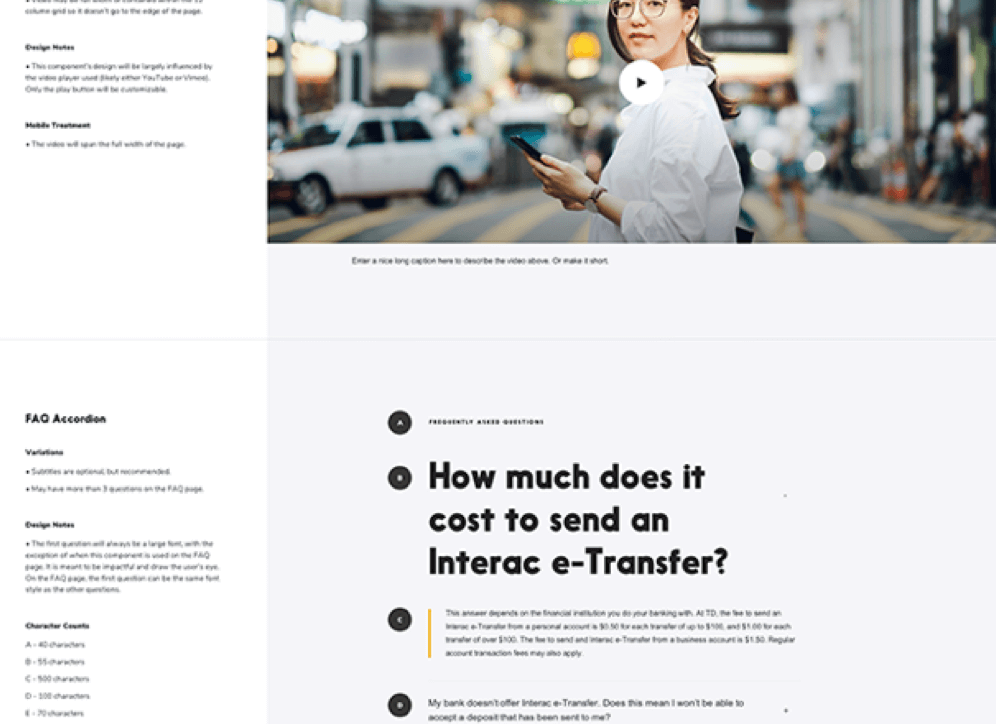 column grid so it doesn't go to the edge of the page.
Design Notes
• This component's design will be largely influenced by
the video player used (likely either YouTube or Vimeo).
Only the play button will be customizable.
Mobile Treatment
• The video will span the full width of the page.
Enter a nice long caption here to describe the video above. Or make it short.
FAQ Accordion
Variations
• Subtitles are optional, but recommended.
• May have more than 3 questions on the FAQ page.
Design Notes
• The first question will always be a large font, with the
exception of when this component is used on the FAQ
page. It is meant to be impactful and draw the user's eye.
On the FAQ page, the first question can be the same font
style as the other questions.
Character Counts
A - 40 characters
B - 55 characters
C - 500 characters
D - 100 characters
E - 70 characters
A FREQUENTLY ASKED QUESTIONS
B How much does it
cost to send an
Interac e-Transfer?
C This answer depends on the financial institution you do your banking with. At TD, the fee to send an
Interac e-Transfer from a personal account is $0.50 for each transfer of up to $100, and $1.00 for each
transfer of over $100. The fee to send and Interac e-Transfer from a business account is $1.50. Regular
account transaction fees may also apply.
D My bank doesn't offer Interac e-Transfer. Does this mean I won't be able to
accept a deposit that has been sent to me?